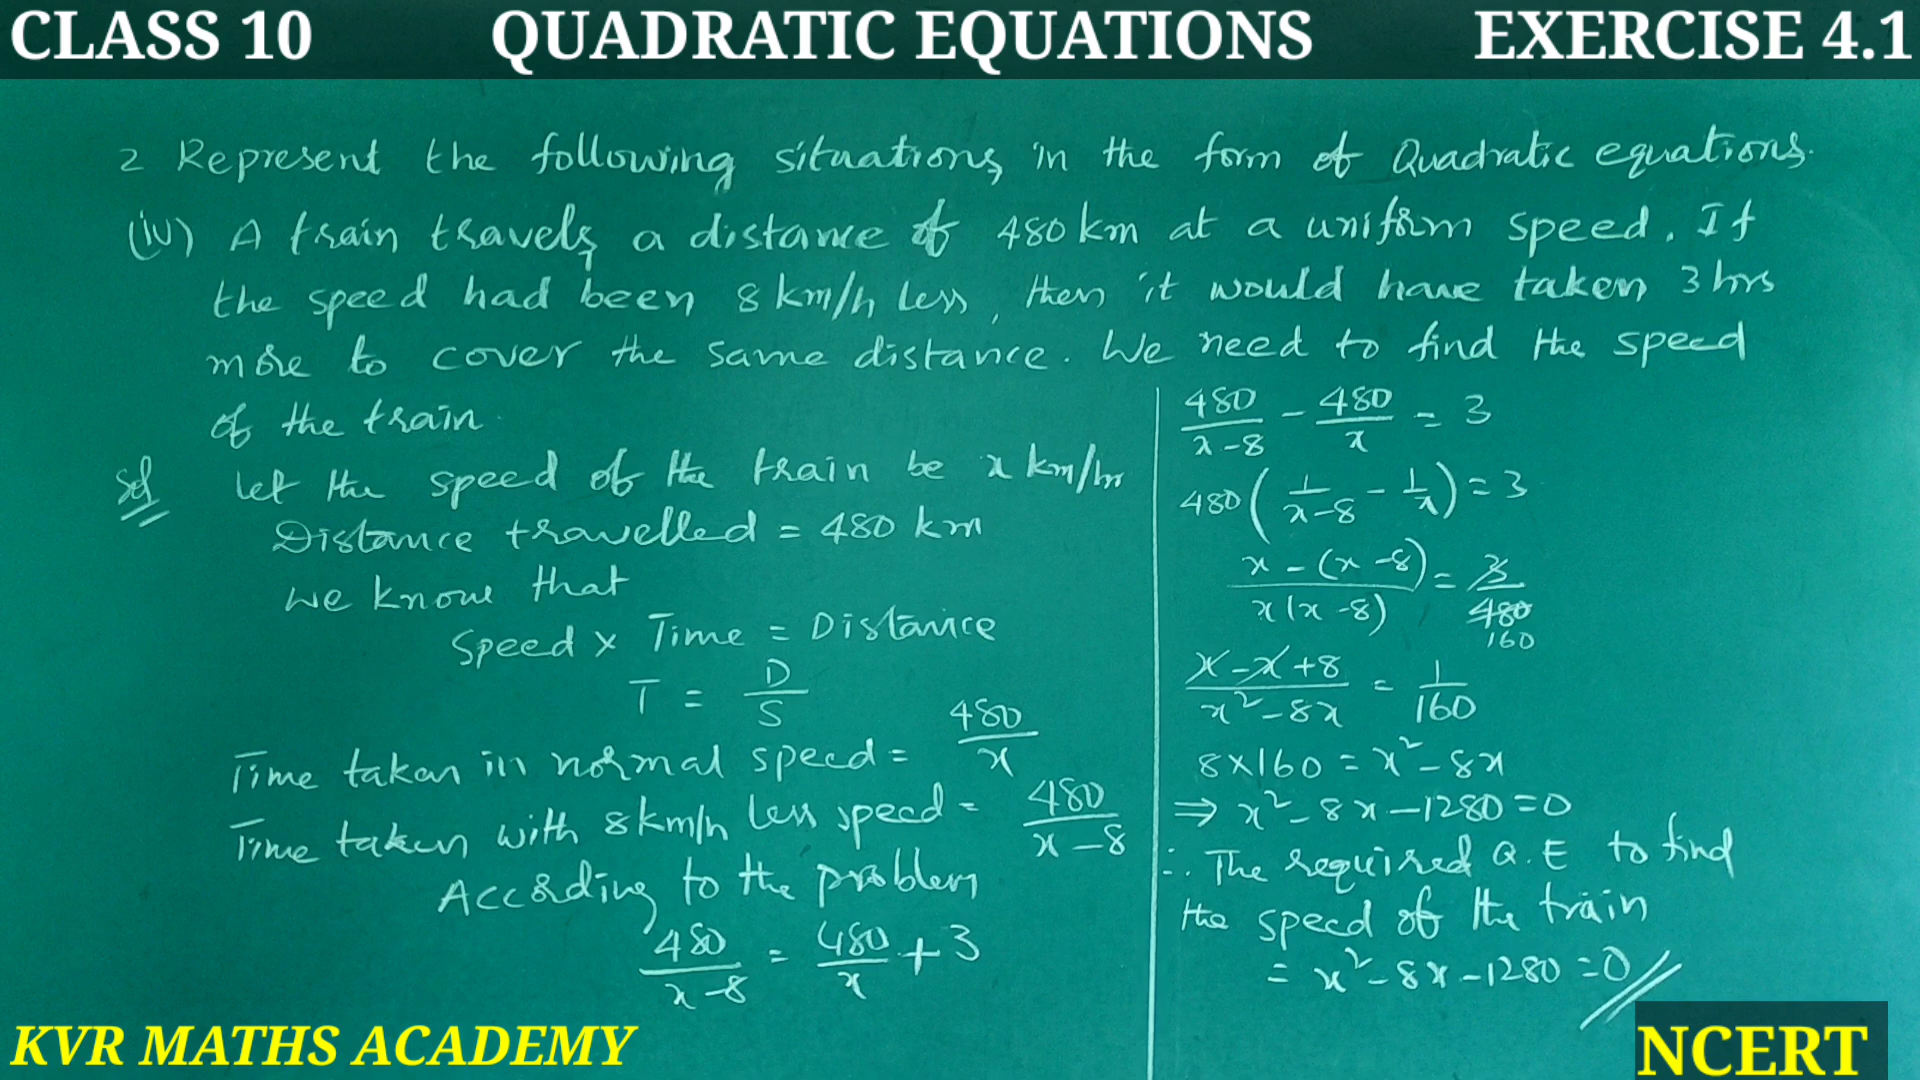 CLASS 10 QUADRATIC EQUATIONS EXERCISE 4.1
2 Represent the following situations in the form of Quadratic equations.
(iv) A train travels a distance of 480 km at a uniform speed. If
the speed had been 8 km/h less, then it would have taken 3 hrs
more to cover the same distance. We need to find the speed
of the train.
Sol Let the speed of the train be x km/hr
Distance travelled = 480 km
we know that
Speed x Time = Distance
T = D/S
Time taken in normal speed = 480/x
Time taken with 8km/h less speed = 480/x-8
According to the problem
480/x-8 = 480/x + 3
480/x-8 - 480/x = 3
480 (1/x-8 - 1/x) = 3
x-(x-8)/x(x-8) = 3/480
160
x-x+8/x²-8x = 1/160
8x160 = x²-8x
⇒ x²-8x-1280=0
∴ The required Q.E to find
the speed of the train
= x²-8x-1280=0
KVR MATHS ACADEMY
NCERT